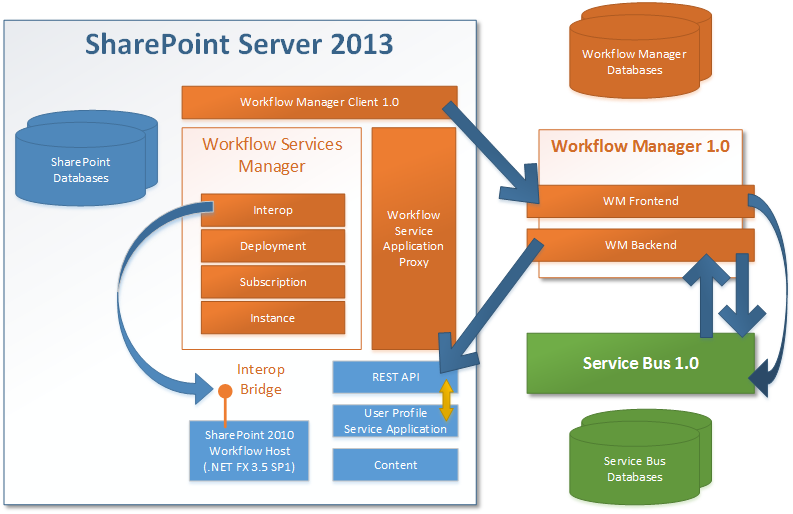 SharePoint Server 2013
Workflow Manager
Databases
Workflow Manager Client 1.0
SharePoint
Databases
Workflow Services
Manager
Interop
Deployment
Subscription
Instance
Workflow
Service
Application
Proxy
Workflow Manager 1.0
WM Frontend
WM Backend
Interop
Bridge
REST API
User Profile
Service Application
Content
SharePoint 2010
Workflow Host
(.NET FX 3.5 SP1)
Service Bus 1.0
Service Bus
Databases